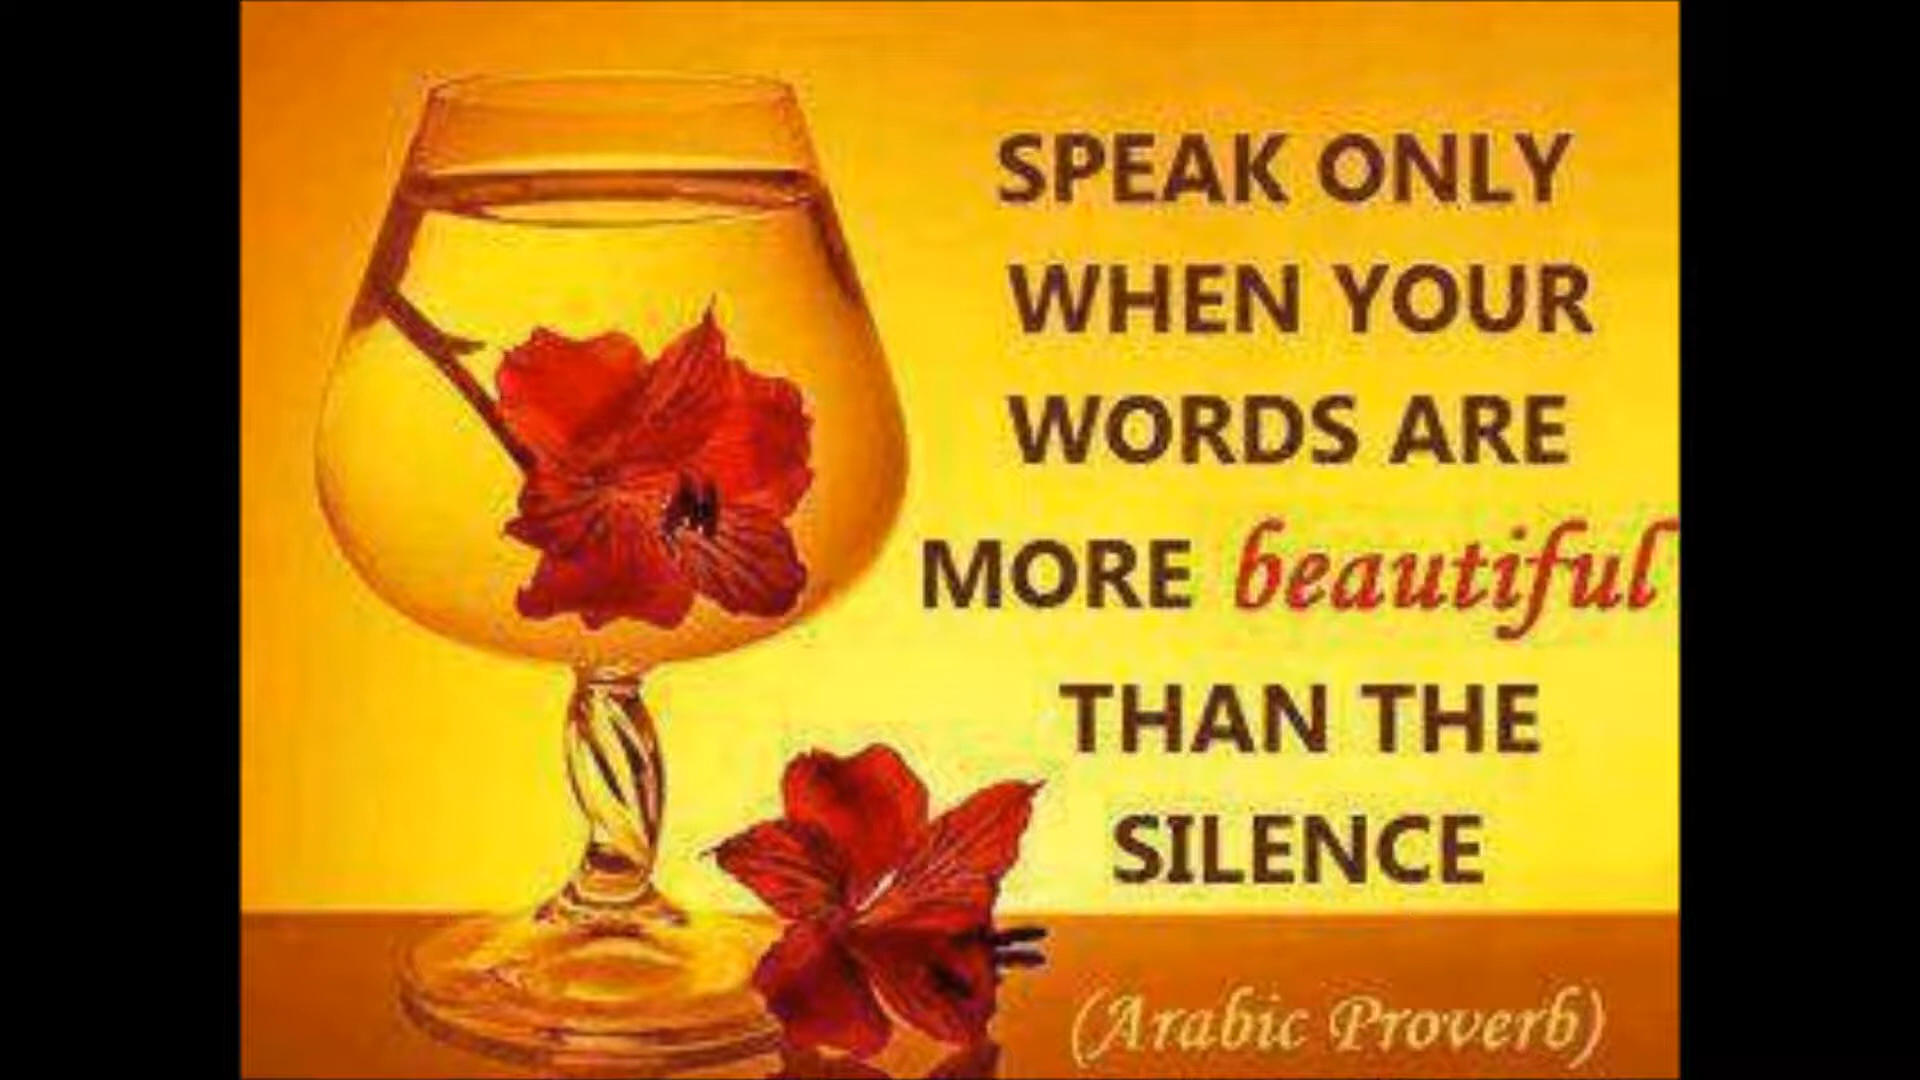 SPEAK ONLY
WHEN YOUR
WORDS ARE
MORE beautiful
THAN THE
SILENCE
(Arabic Proverb)